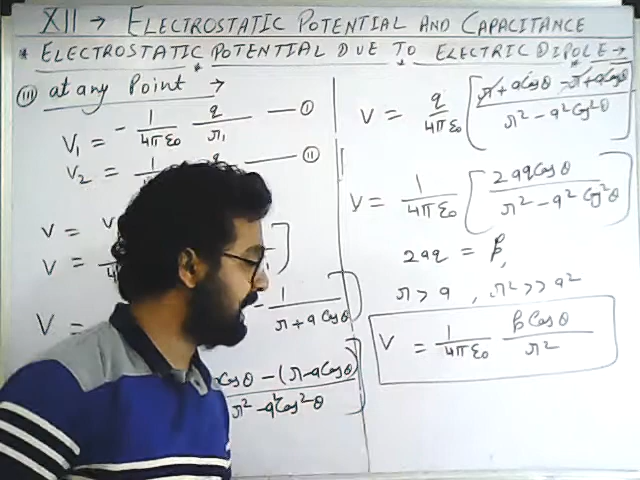 XII → ELECTROSTATIC POTENTIAL AND CAPACITANCE
* ELECTROSTATIC POTENTIAL DUE TO ELECTRIC DIPOLE →
(iii) at any Point →
V₁ = - 1/4πε₀ q/r₁ — (I)
V₂ = 1 q — (II)
V = V
V =
V = - 1/(r + a cosθ)
cosθ - (r - a cosθ)
r² - a² cos² θ
V = q/4πε₀ [ r + a cosθ - r + a cosθ / r² - a² cos²θ ]
V = 1/4πε₀ [ 2aq cosθ / r² - a² cos²θ ]
2aq = p,
r > a , r² >> a²
V = 1/4πε₀ p cosθ / r²